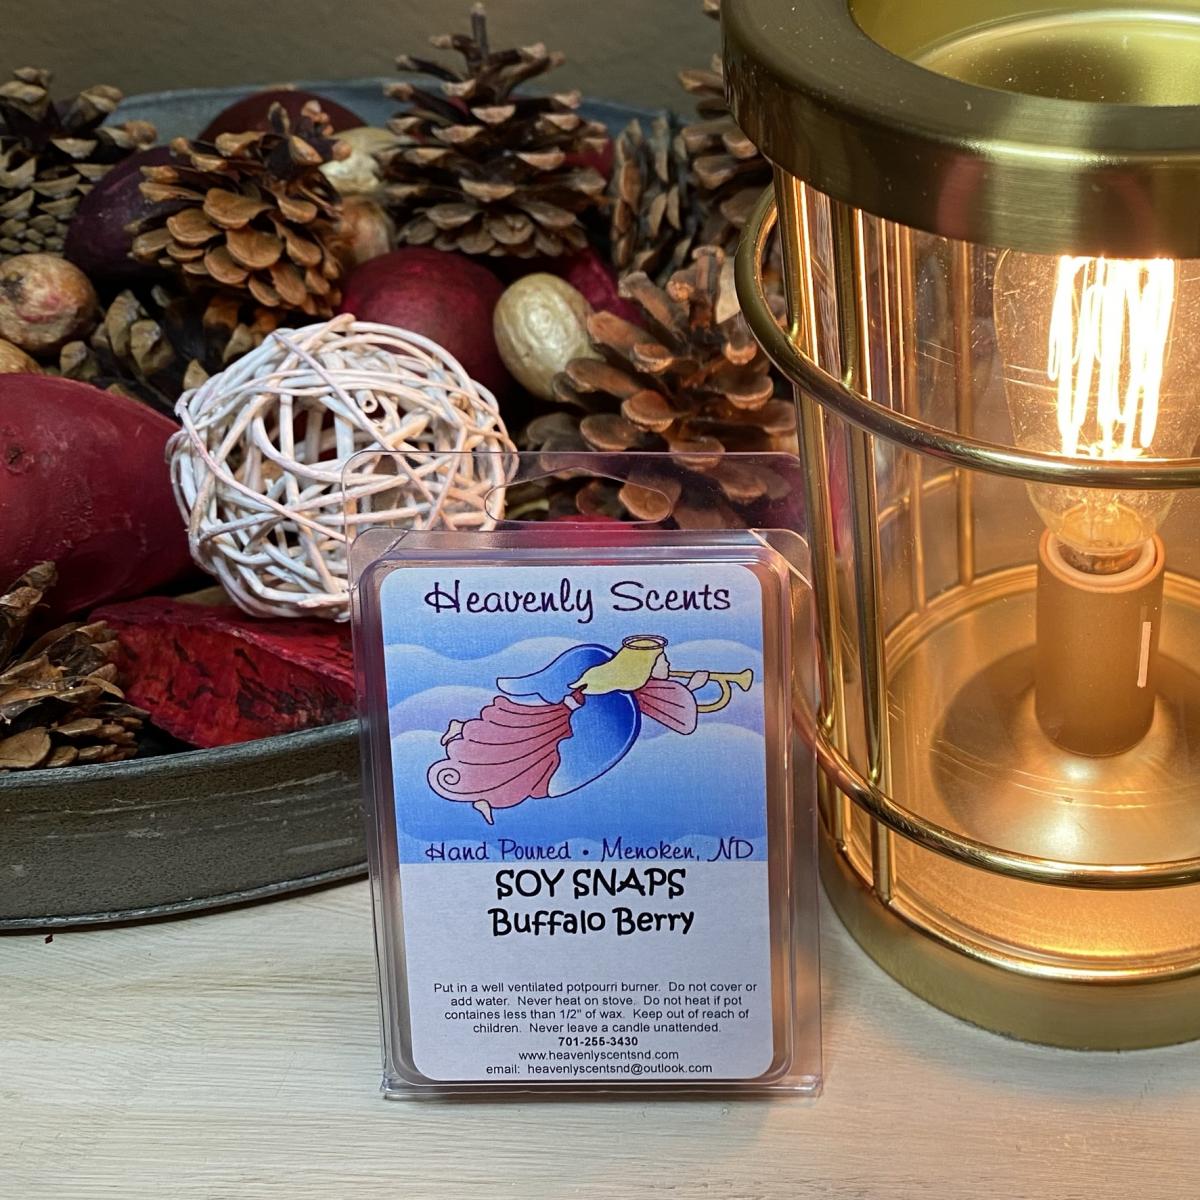 Heavenly Scents
Hand Poured • Menoken, ND
SOY SNAPS
Buffalo Berry
Put in a well ventilated potpourri burner. Do not cover or
add water. Never heat on stove. Do not heat if pot
containes less than 1/2" of wax. Keep out of reach of
children. Never leave a candle unattended.
701-255-3430
www.heavenlyscentsnd.com
email: heavenlyscentsnd@outlook.com